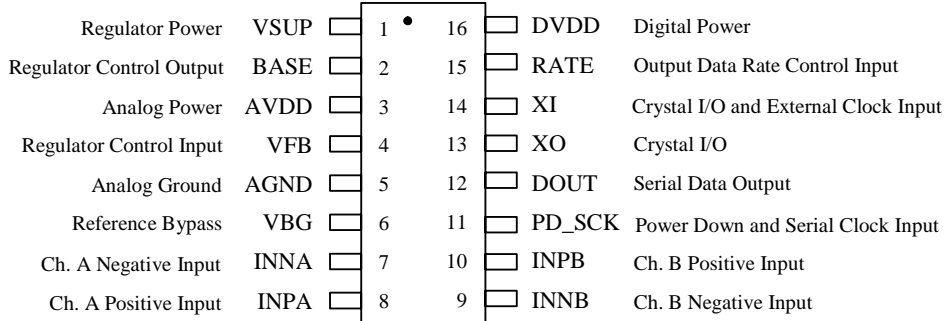 Regulator Power VSUP 1 16 DVDD Digital Power
Regulator Control Output BASE 2 15 RATE Output Data Rate Control Input
Analog Power AVDD 3 14 XI Crystal I/O and External Clock Input
Regulator Control Input VFB 4 13 XO Crystal I/O
Analog Ground AGND 5 12 DOUT Serial Data Output
Reference Bypass VBG 6 11 PD_SCK Power Down and Serial Clock Input
Ch. A Negative Input INNA 7 10 INPB Ch. B Positive Input
Ch. A Positive Input INPA 8 9 INNB Ch. B Negative Input